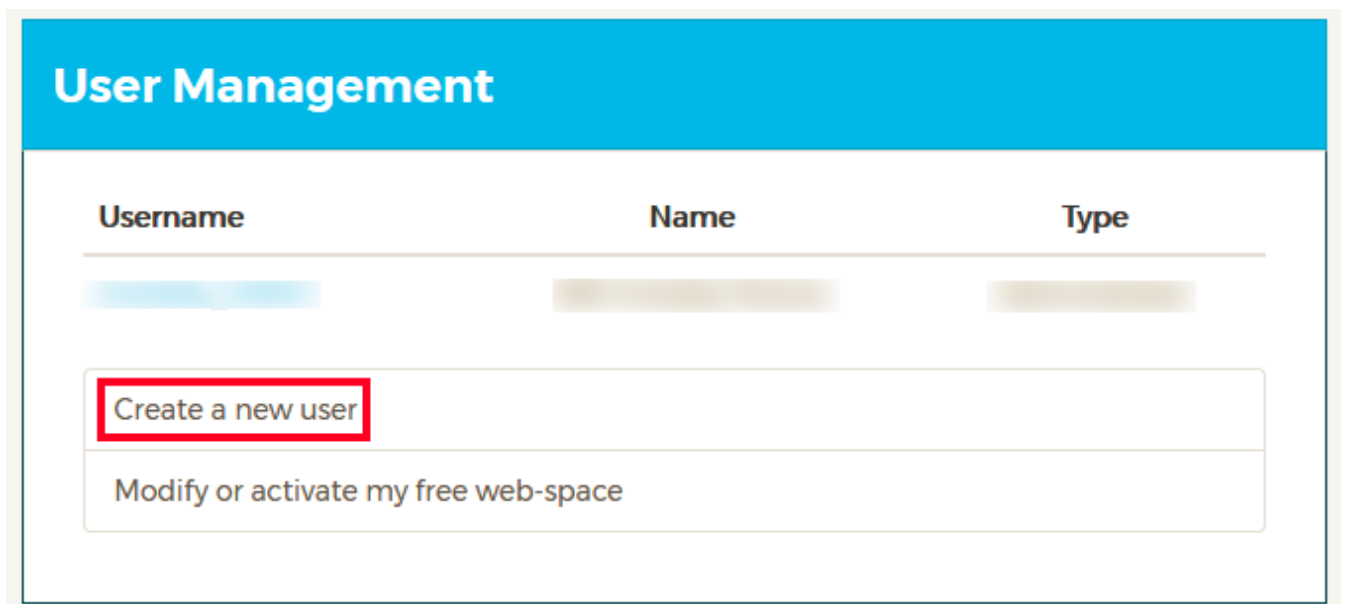 User Management
Username Name Type
Create a new user
Modify or activate my free web-space